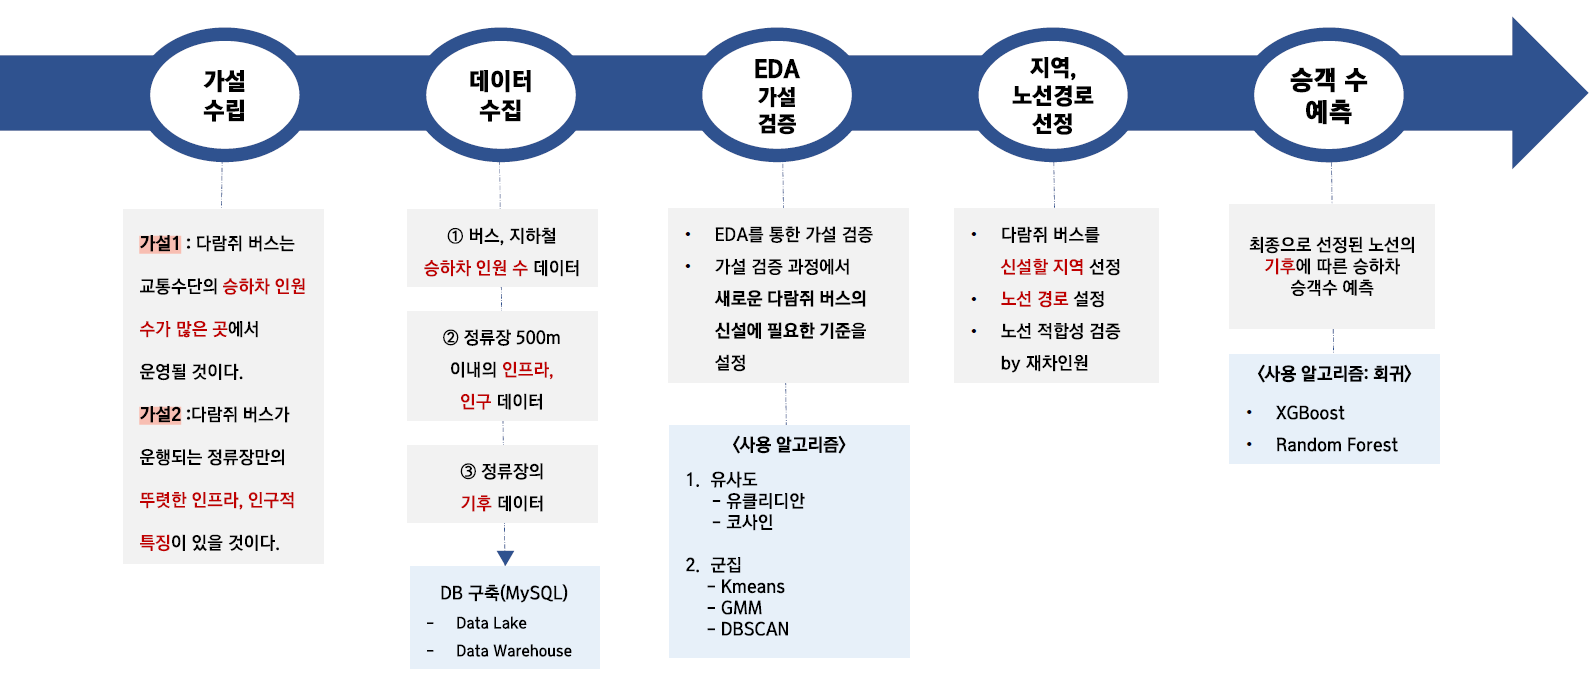 가설
수립
데이터
수집
EDA
가설
검증
지역,
노선경로
선정
승객 수
예측
가설1 : 다람쥐 버스는
교통수단의 승하차 인원
수가 많은 곳에서
운영될 것이다.
가설2 :다람쥐 버스가
운행되는 정류장만의
뚜렷한 인프라, 인구적
특징이 있을 것이다.
① 버스, 지하철
승하차 인원 수 데이터
② 정류장 500m
이내의 인프라,
인구 데이터
③ 정류장의
기후 데이터
DB 구축(MySQL)
- Data Lake
- Data Warehouse
• EDA를 통한 가설 검증
• 가설 검증 과정에서
새로운 다람쥐 버스의
신설에 필요한 기준을
설정
〈사용 알고리즘〉
1. 유사도
- 유클리디안
- 코사인
2. 군집
- Kmeans
- GMM
- DBSCAN
• 다람쥐 버스를
신설할 지역 선정
• 노선 경로 설정
• 노선 적합성 검증
by 재차인원
최종으로 선정된 노선의
기후에 따른 승하차
승객수 예측
〈사용 알고리즘: 회귀〉
• XGBoost
• Random Forest